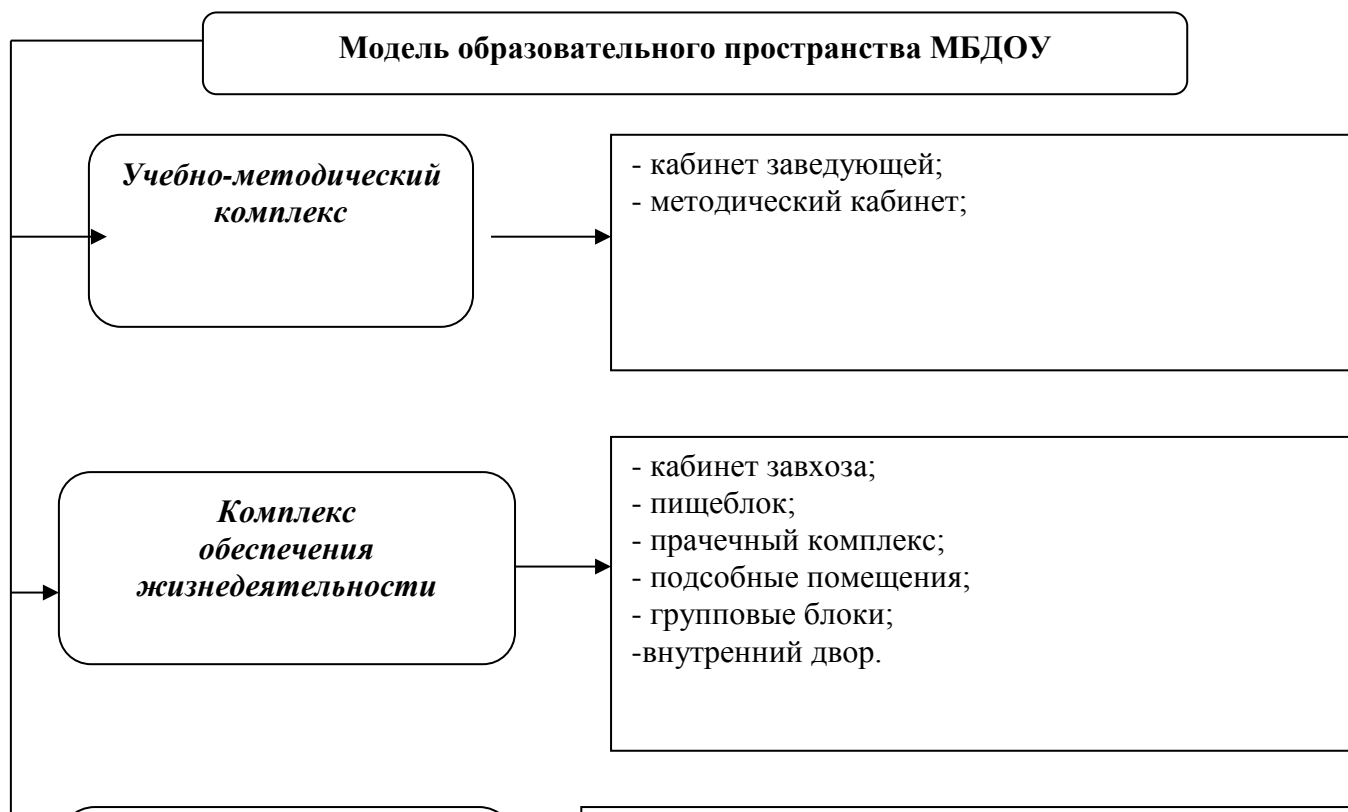 Модель образовательного пространства МБДОУ
Учебно-методический
комплекс
- кабинет заведующей;
- методический кабинет;
Комплекс
обеспечения
жизнедеятельности
- кабинет завхоза;
- пищеблок;
- прачечный комплекс;
- подсобные помещения;
- групповые блоки;
-внутренний двор.